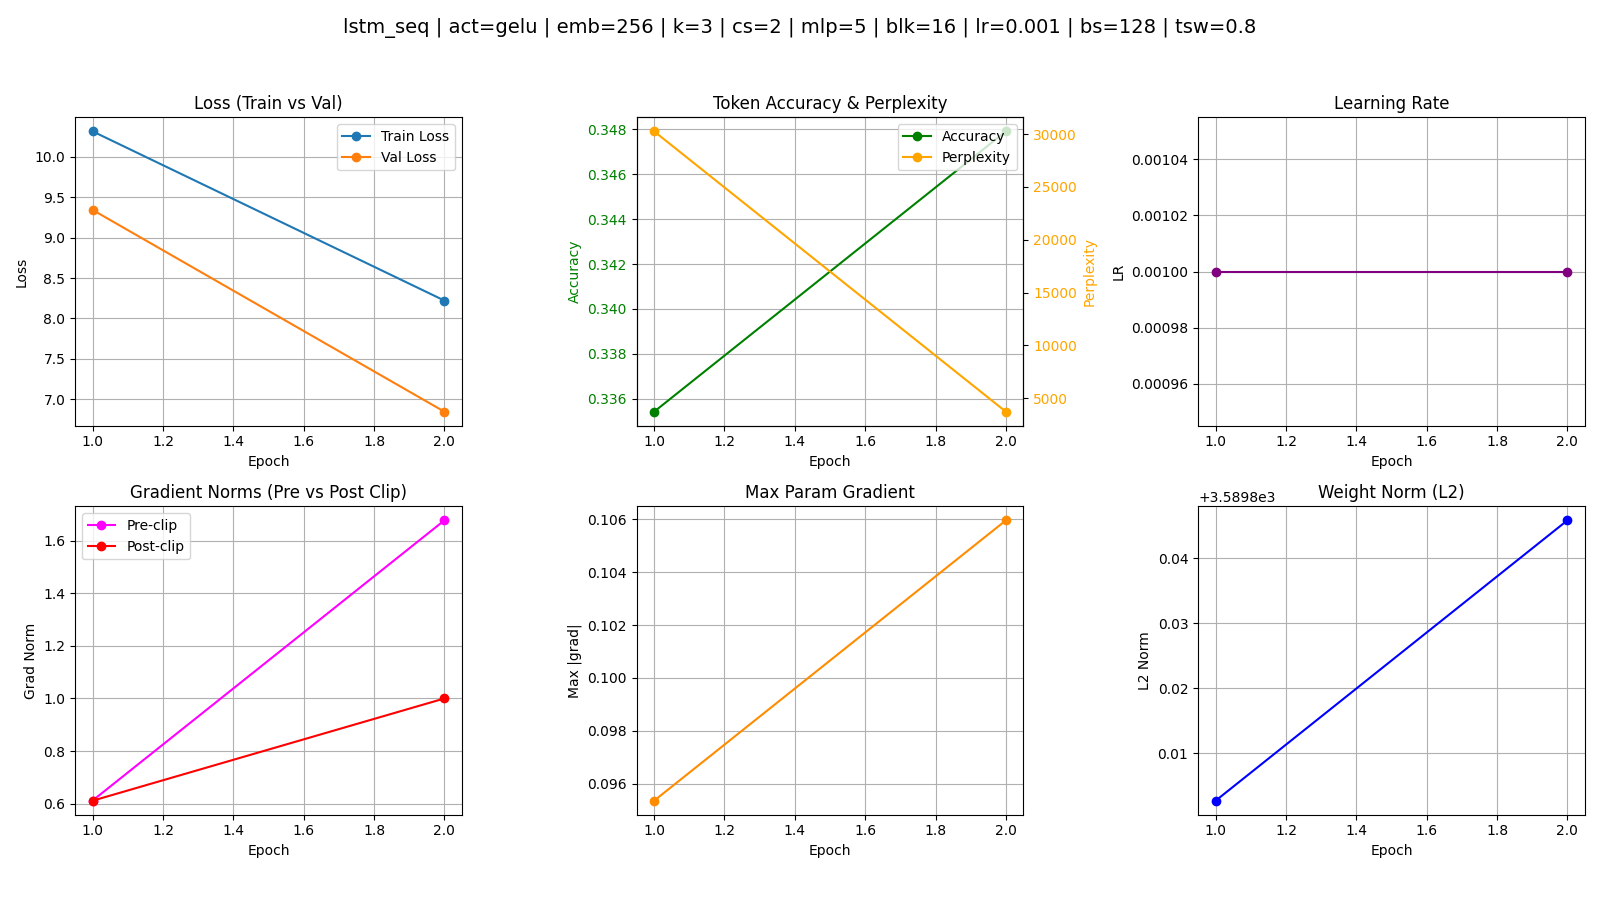 lstm_seq | act=gelu | emb=256 | k=3 | cs=2 | mlp=5 | blk=16 | lr=0.001 | bs=128 | tsw=0.8
Loss (Train vs Val)
Train Loss
Val Loss
10.0
9.5
9.0
8.5
8.0
7.5
7.0
Loss
1.0 1.2 1.4 1.6 1.8 2.0
Epoch
Token Accuracy & Perplexity
Accuracy
Perplexity
0.348
0.346
0.344
0.342
0.340
0.338
0.336
Accuracy
30000
25000
20000
15000
10000
5000
Perplexity
1.0 1.2 1.4 1.6 1.8 2.0
Epoch
Learning Rate
0.00104
0.00102
0.00100
0.00098
0.00096
LR
1.0 1.2 1.4 1.6 1.8 2.0
Epoch
Gradient Norms (Pre vs Post Clip)
Pre-clip
Post-clip
1.6
1.4
1.2
1.0
0.8
0.6
Grad Norm
1.0 1.2 1.4 1.6 1.8 2.0
Epoch
Max Param Gradient
0.106
0.104
0.102
0.100
0.098
0.096
Max |grad|
1.0 1.2 1.4 1.6 1.8 2.0
Epoch
Weight Norm (L2)
+3.5898e3
0.04
0.03
0.02
0.01
L2 Norm
1.0 1.2 1.4 1.6 1.8 2.0
Epoch